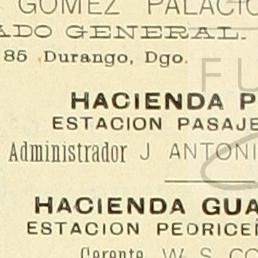 GOMEZ PALACIO
ADO GENERAL.
85 Durango, Dgo.
HACIENDA P
ESTACION PASAJE
Administrador J ANTONI
HACIENDA GUA
ESTACION PEDRICEÑ
Gerente W S CO